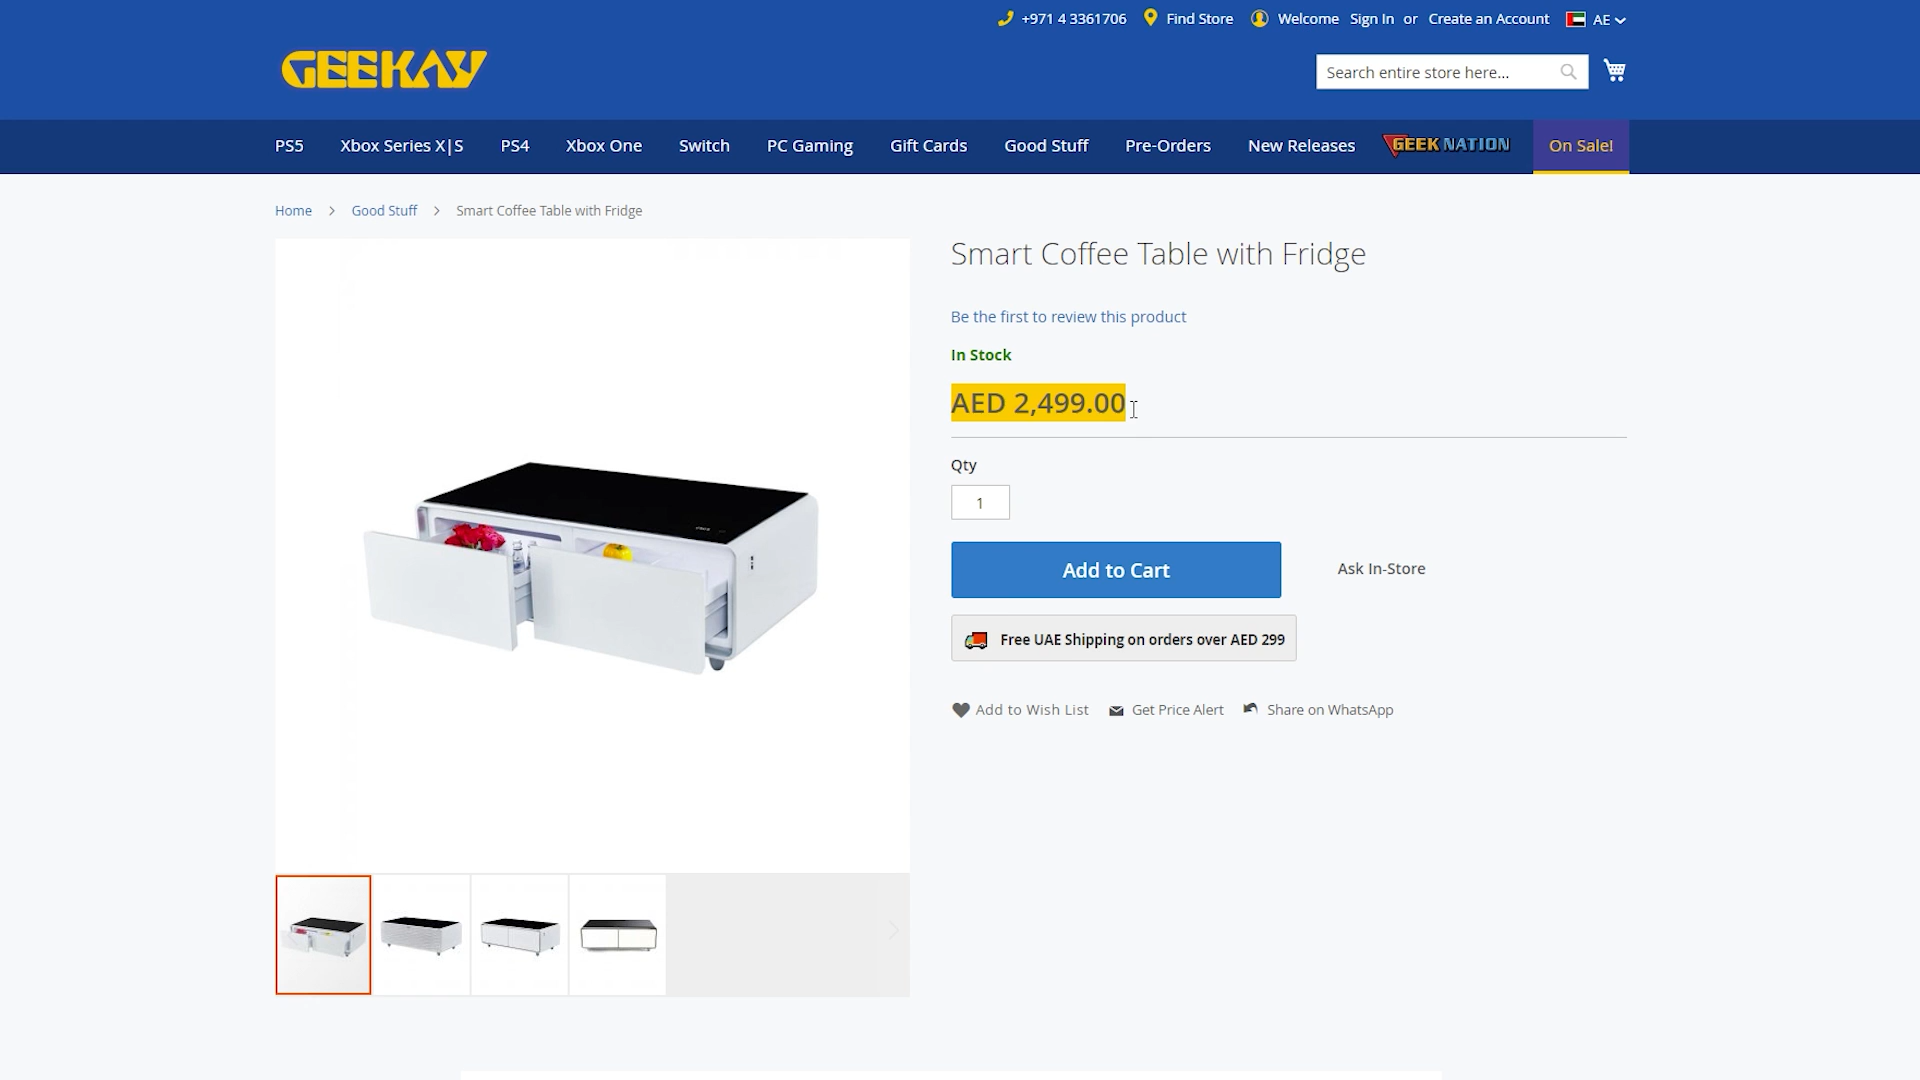 +971 4 3361706 Find Store Welcome Sign In or Create an Account AE
GEEKAY
Search entire store here...
PS5 Xbox Series X|S PS4 Xbox One Switch PC Gaming Gift Cards Good Stuff Pre-Orders New Releases GEEK NATION On Sale!
Home > Good Stuff > Smart Coffee Table with Fridge
Smart Coffee Table with Fridge
Be the first to review this product
In Stock
AED 2,499.00
Qty
1
Add to Cart Ask In-Store
Free UAE Shipping on orders over AED 299
Add to Wish List Get Price Alert Share on WhatsApp